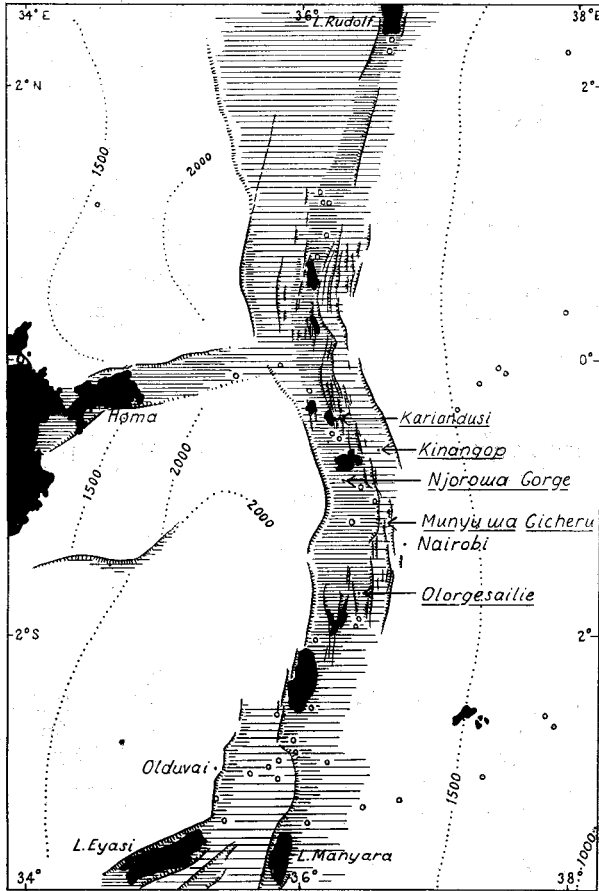 34° E
36°
38° E
L.Rudolf
2° N
2°
1500
2000
0°
Homa
Kariandusi
Kinangop
Njorowa Gorge
1500
2000
2000
Munyu wa Gicheru
Nairobi
Olorgesailie
2° S
2°
Olduvai
1500
L.Eyasi
L.Manyara
1000
34°
36°
38°